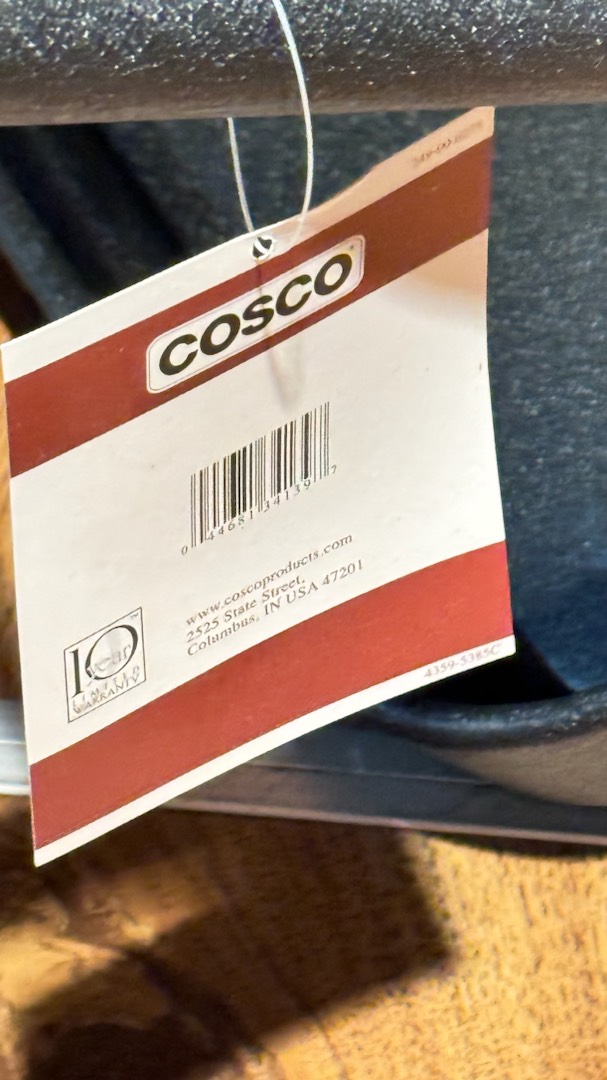 COSCO
0 44681 34139 7
www.coscoproducts.com
2525 State Street,
Columbus, IN USA 47201
10 ™
year
LIMITED
WARRANTY
4359-5385C